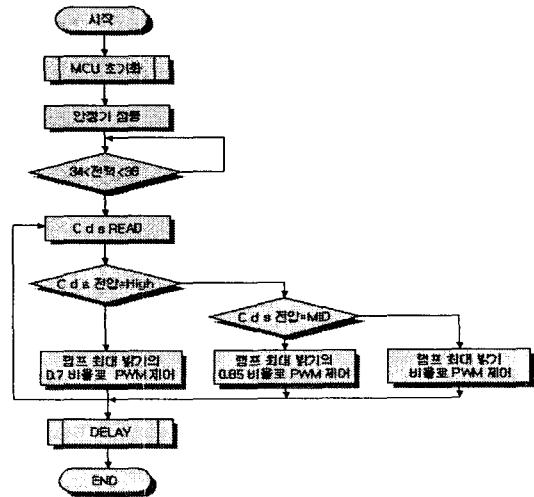 시작
MCU 초기화
안정기 점등
34<전력<36
C d s READ
C d s 전압=High
C d s 전압=MID
램프 최대 밝기의
0.7 비율로 PWM 제어
램프 최대 밝기의
0.85 비율로 PWM 제어
램프 최대 밝기
비율로 PWM 제어
DELAY
END